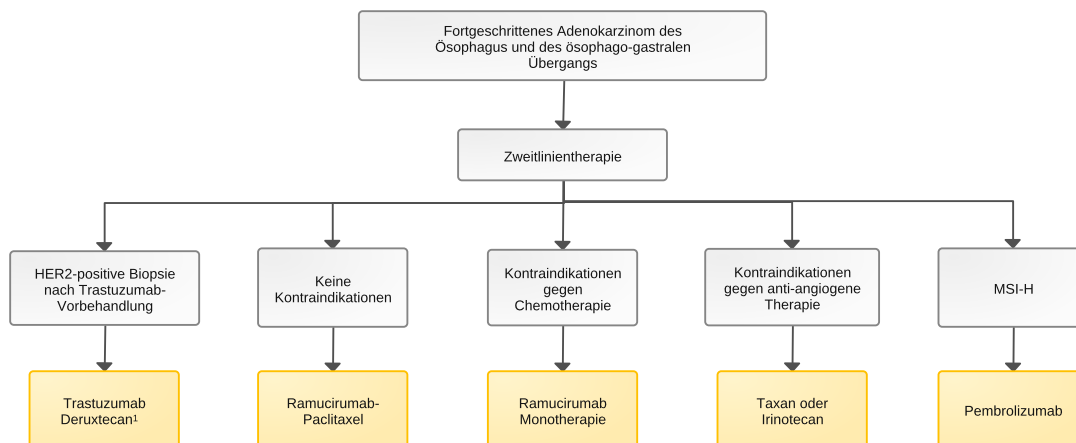 Fortgeschrittenes Adenokarzinom des
Ösophagus und des ösophago-gastralen
Übergangs
Zweitlinientherapie
HER2-positive Biopsie
nach Trastuzumab-
Vorbehandlung
Keine
Kontraindikationen
Kontraindikationen
gegen
Chemotherapie
Kontraindikationen
gegen anti-angiogene
Therapie
MSI-H
Trastuzumab
Deruxtecan¹
Ramucirumab-
Paclitaxel
Ramucirumab
Monotherapie
Taxan oder
Irinotecan
Pembrolizumab